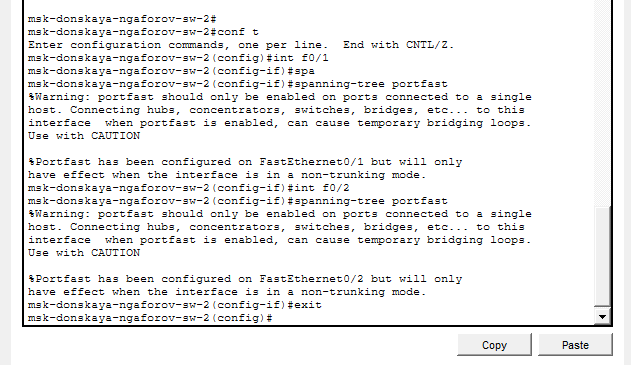 msk-donskaya-ngaforov-sw-2#
msk-donskaya-ngaforov-sw-2#conf t
Enter configuration commands, one per line.  End with CNTL/Z.
msk-donskaya-ngaforov-sw-2(config)#int f0/1
msk-donskaya-ngaforov-sw-2(config-if)#spa
msk-donskaya-ngaforov-sw-2(config-if)#spanning-tree portfast
%Warning: portfast should only be enabled on ports connected to a single
host. Connecting hubs, concentrators, switches, bridges, etc... to this
interface  when portfast is enabled, can cause temporary bridging loops.
Use with CAUTION

%Portfast has been configured on FastEthernet0/1 but will only
have effect when the interface is in a non-trunking mode.
msk-donskaya-ngaforov-sw-2(config-if)#int f0/2
msk-donskaya-ngaforov-sw-2(config-if)#spanning-tree portfast
%Warning: portfast should only be enabled on ports connected to a single
host. Connecting hubs, concentrators, switches, bridges, etc... to this
interface  when portfast is enabled, can cause temporary bridging loops.
Use with CAUTION

%Portfast has been configured on FastEthernet0/2 but will only
have effect when the interface is in a non-trunking mode.
msk-donskaya-ngaforov-sw-2(config-if)#exit
msk-donskaya-ngaforov-sw-2(config)#
Copy
Paste